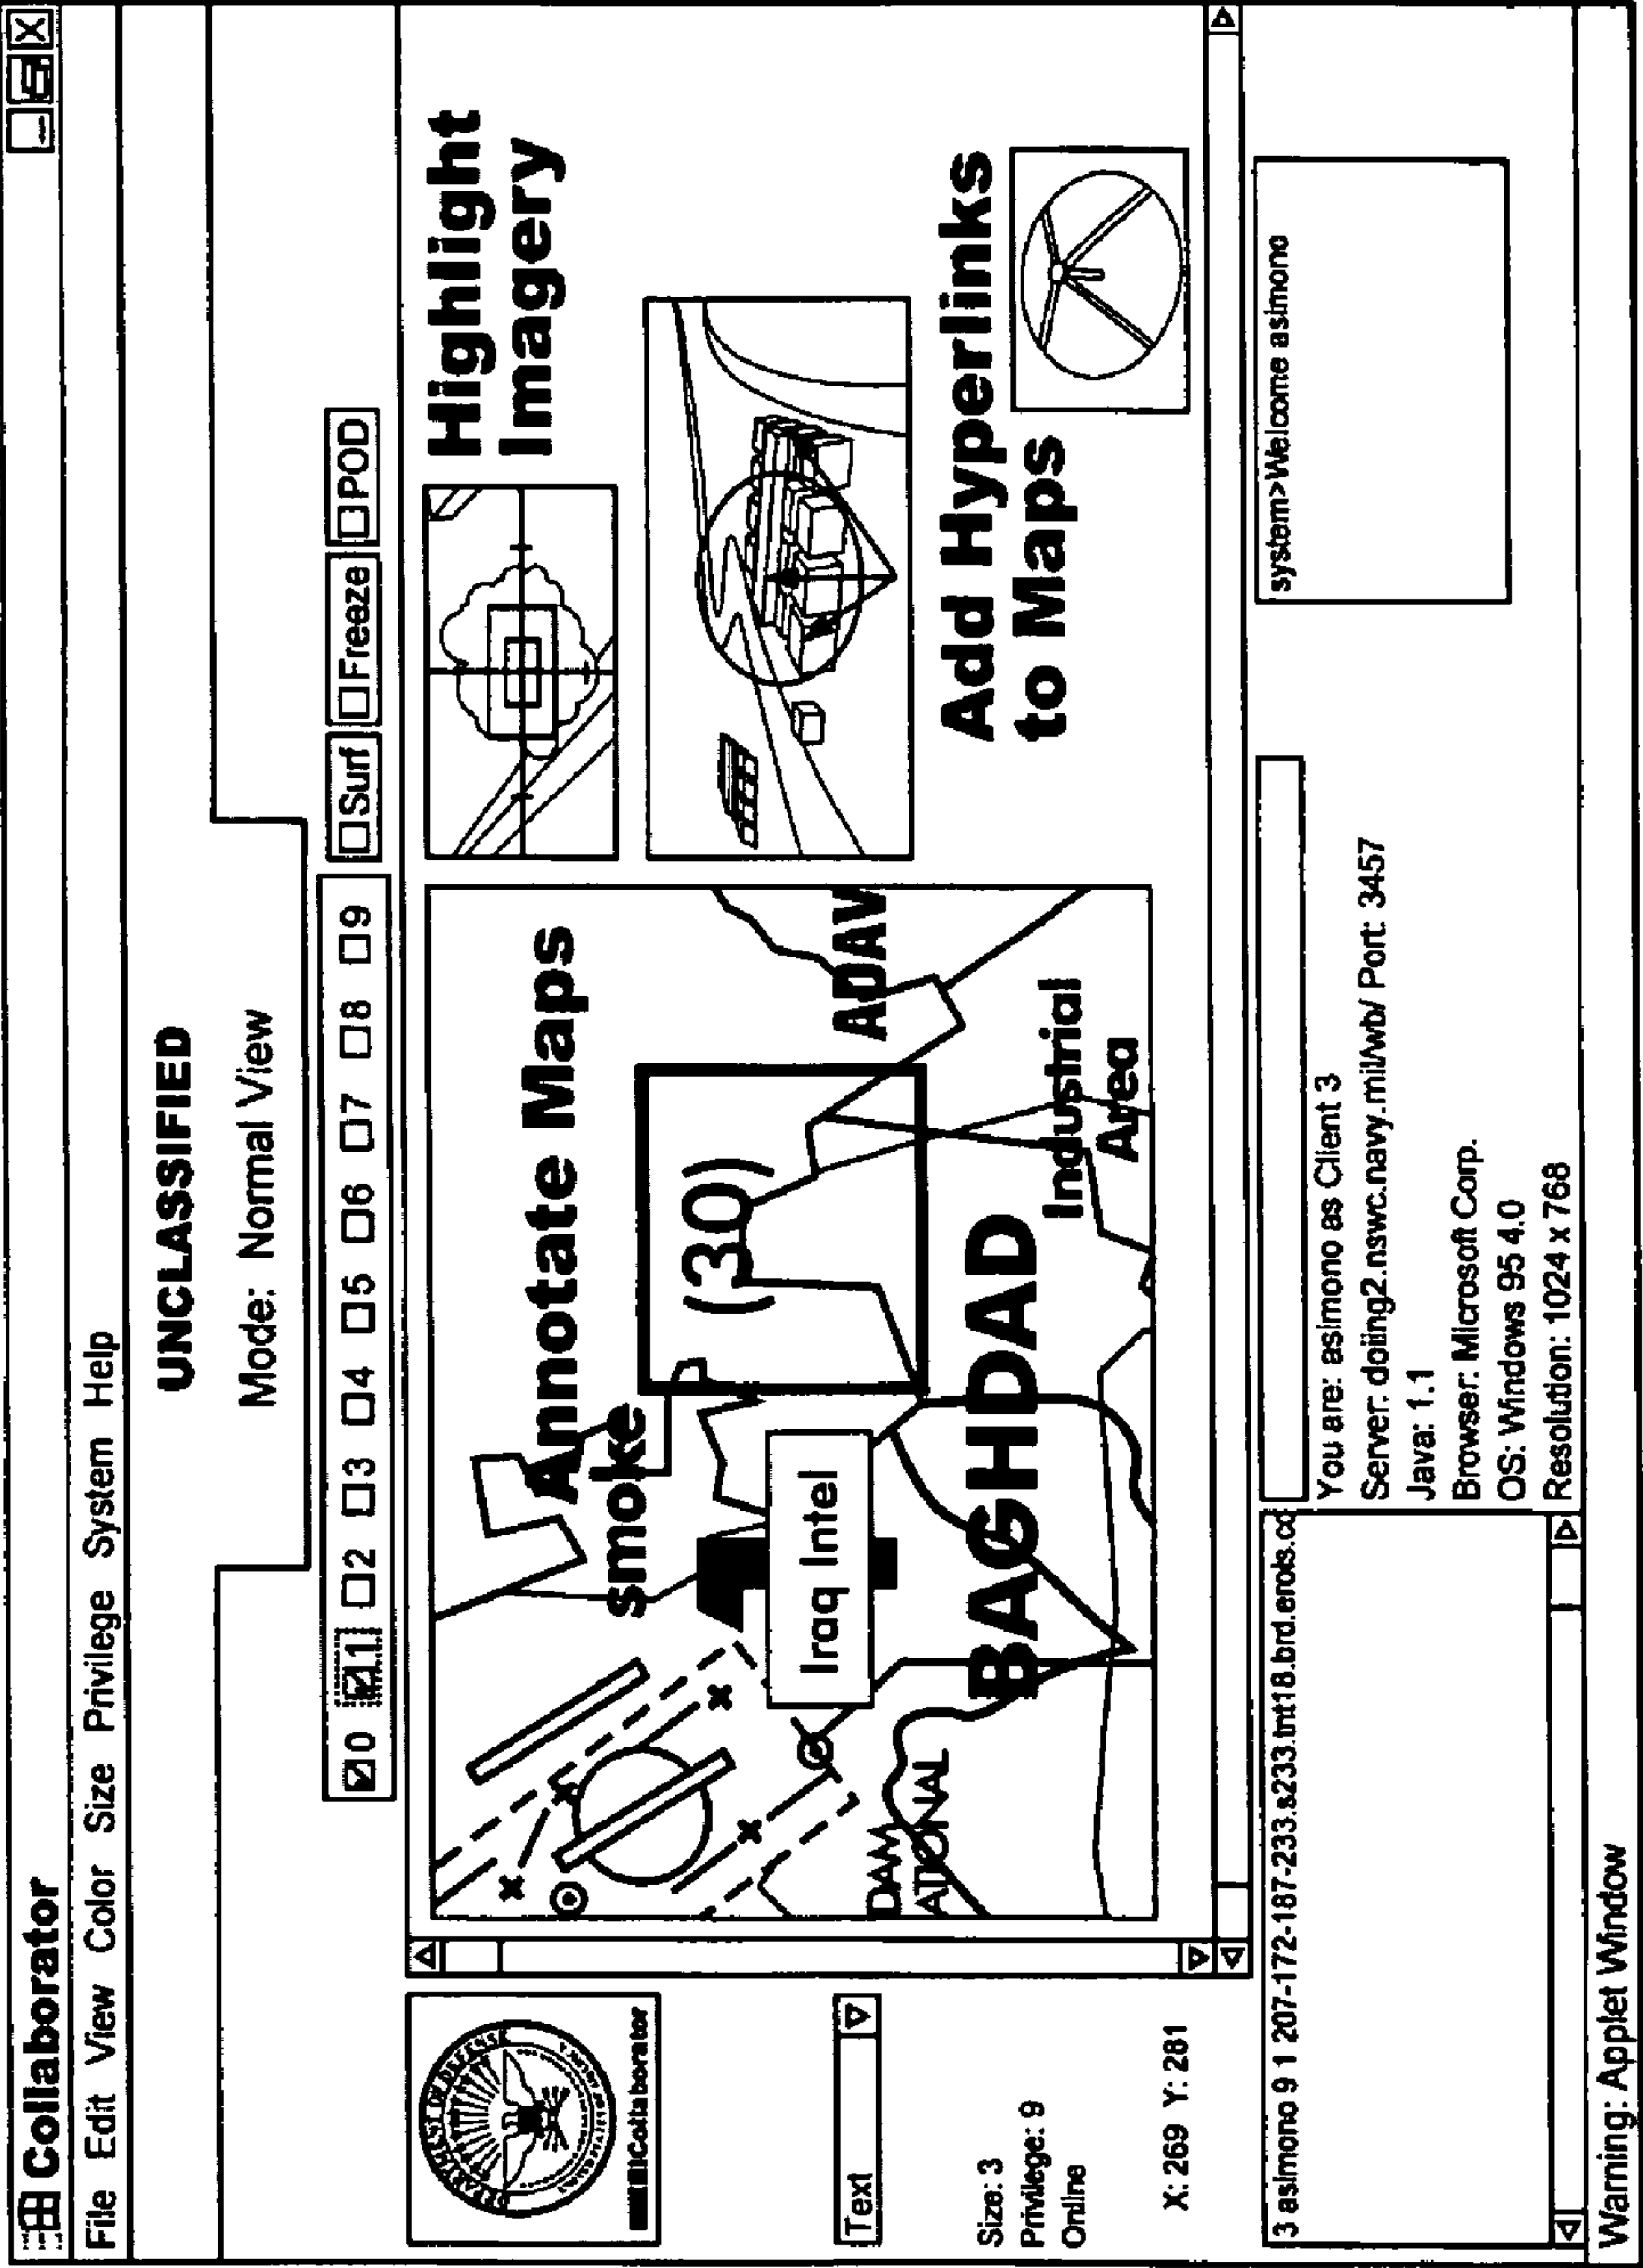 Collaborator
File Edit View Color Size Privilege System Help
UNCLASSIFIED
Mode: Normal View
0 1 2 3 4 5 6 7 8 9 Surf Freeze POD
Collaborator
Text
Size: 3
Privilege: 9
Online
X: 269 Y: 281
Annotate Maps
smoke
(30)
Iraq Intel
ADAV
DAM
ATIONAL
BAGHDAD
Industrial
Area
Highlight
Imagery
Add Hyperlinks
to Maps
3 asimono 9 1 207-172-187-233.s233.tnt18.brd.erols.co
You are: asimono as Client 3
Server: doiing2.nswc.navy.mil/wb/ Port: 3457
Java: 1.1
Browser: Microsoft Corp.
OS: Windows 95 4.0
Resolution: 1024 x 768
system>Welcome asimono
Warning: Applet Window